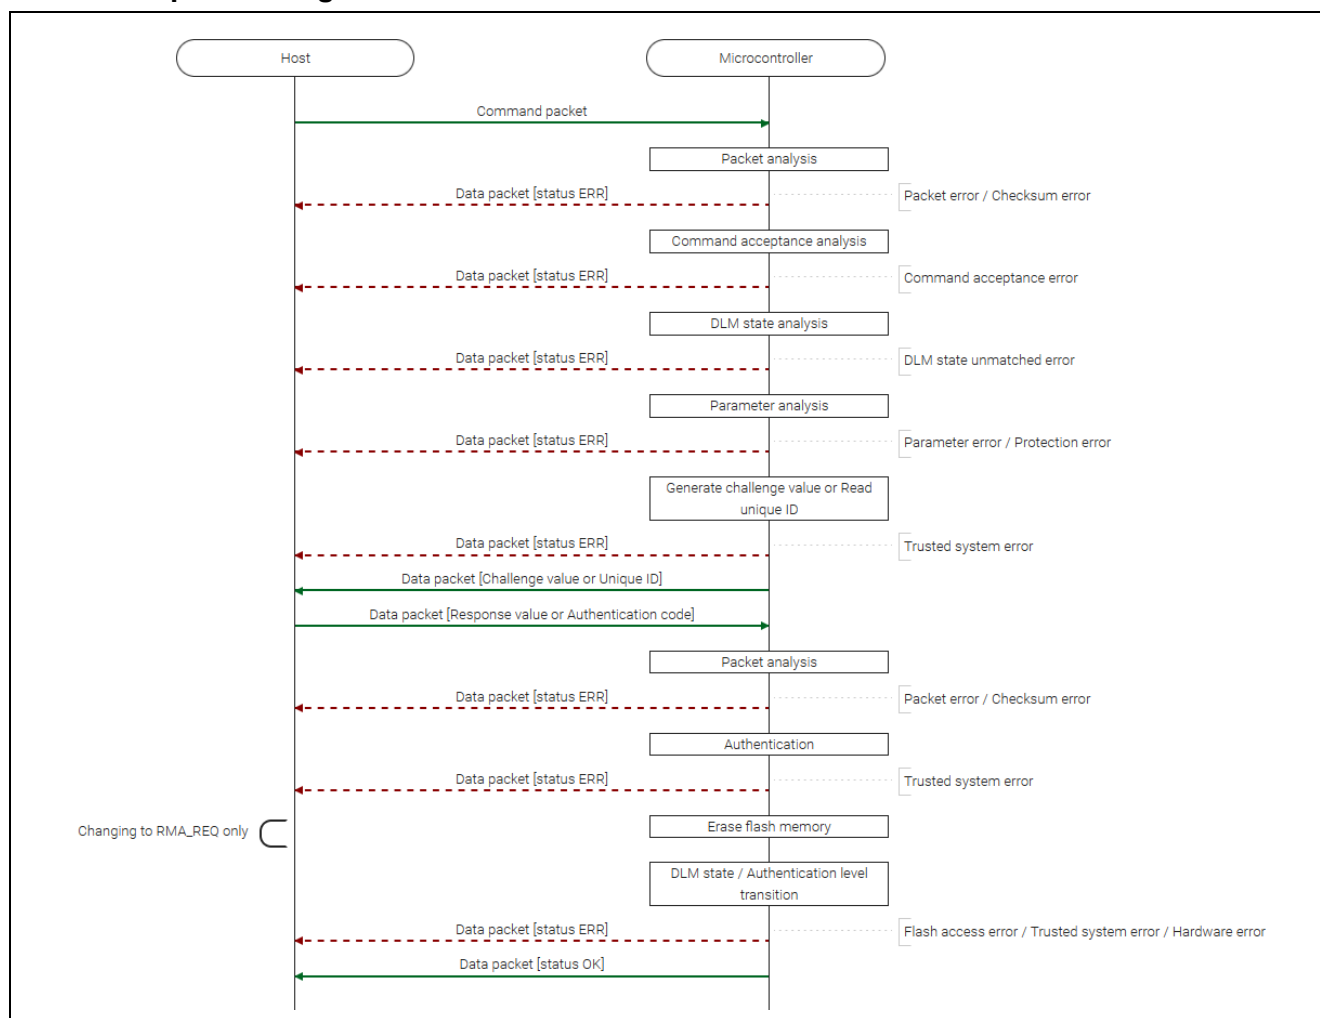 Host
Microcontroller
Command packet
Packet analysis
Data packet [status ERR]
Packet error / Checksum error
Command acceptance analysis
Data packet [status ERR]
Command acceptance error
DLM state analysis
Data packet [status ERR]
DLM state unmatched error
Parameter analysis
Data packet [status ERR]
Parameter error / Protection error
Generate challenge value or Read
unique ID
Data packet [status ERR]
Trusted system error
Data packet [Challenge value or Unique ID]
Data packet [Response value or Authentication code]
Packet analysis
Data packet [status ERR]
Packet error / Checksum error
Authentication
Data packet [status ERR]
Trusted system error
Changing to RMA_REQ only
Erase flash memory
DLM state / Authentication level
transition
Data packet [status ERR]
Flash access error / Trusted system error / Hardware error
Data packet [status OK]